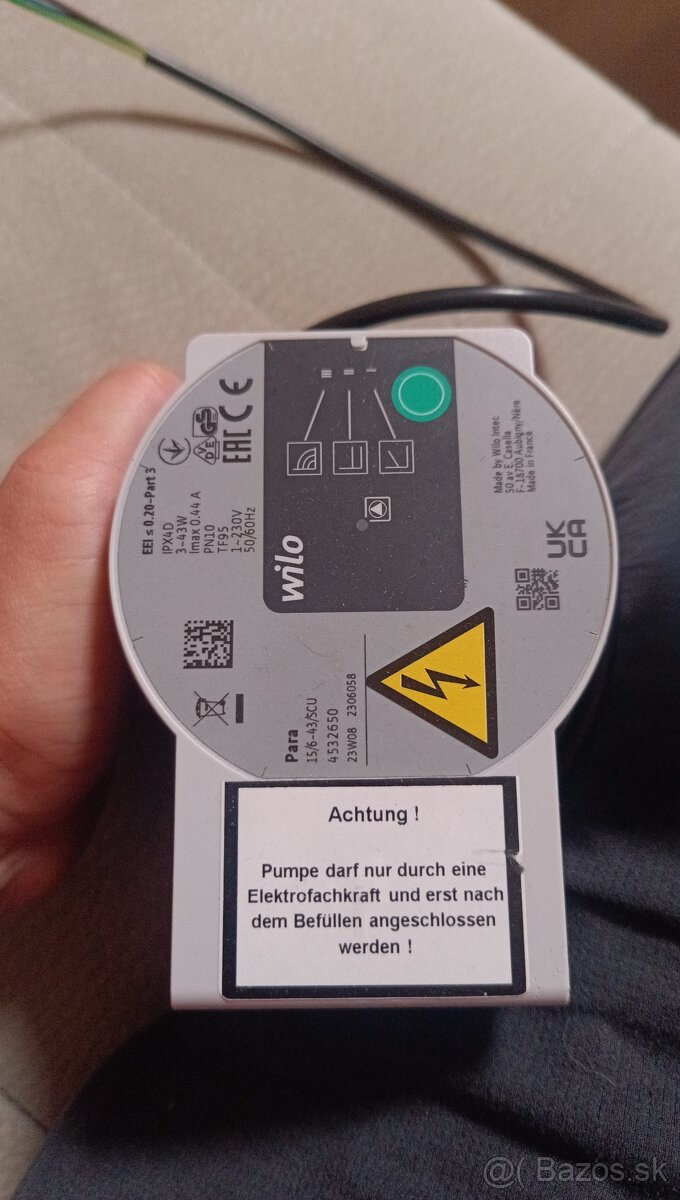 EEI ≤ 0.20-Part 3
IPX4D
3-43W
Imax 0.44 A
PN10
TF95
1~230V
50/60Hz
VDE
GS
EAC CE
wilo
Made by Wilo Intec
50 av E. Casella
F-18700 Aubigny/Nère
Made in France
UK
CA
Para
15/6-43/SCU
4532650
23W08 2306058
Achtung !
Pumpe darf nur durch eine
Elektrofachkraft und erst nach
dem Befüllen angeschlossen
werden !
@( Bazos.sk